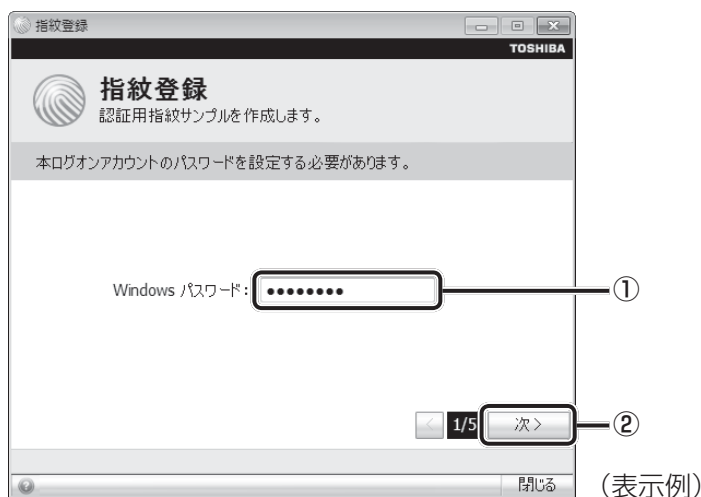 指紋登録
TOSHIBA
指紋登録
認証用指紋サンプルを作成します。
本ログオンアカウントのパスワードを設定する必要があります。
Windows パスワード: ●●●●●●●●
①
< 1/5 次 >
②
? 閉じる
（表示例）